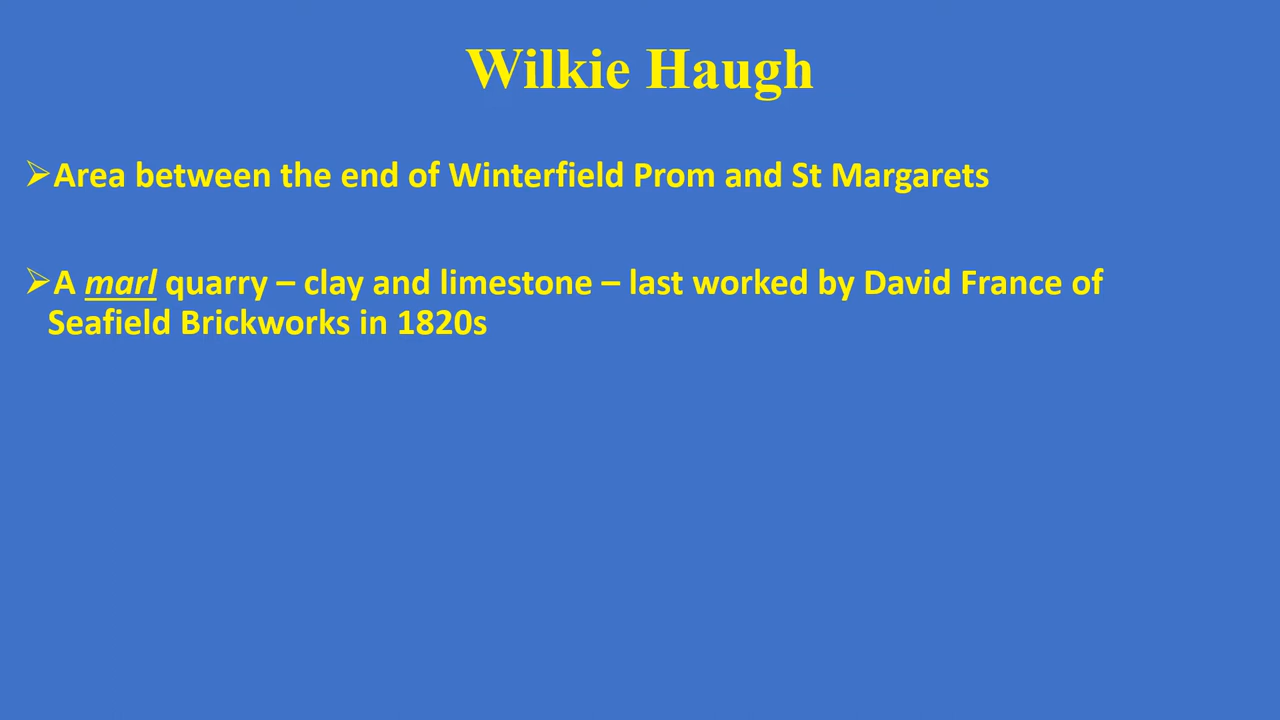 Wilkie Haugh
➢Area between the end of Winterfield Prom and St Margarets
➢A marl quarry – clay and limestone – last worked by David France of
Seafield Brickworks in 1820s